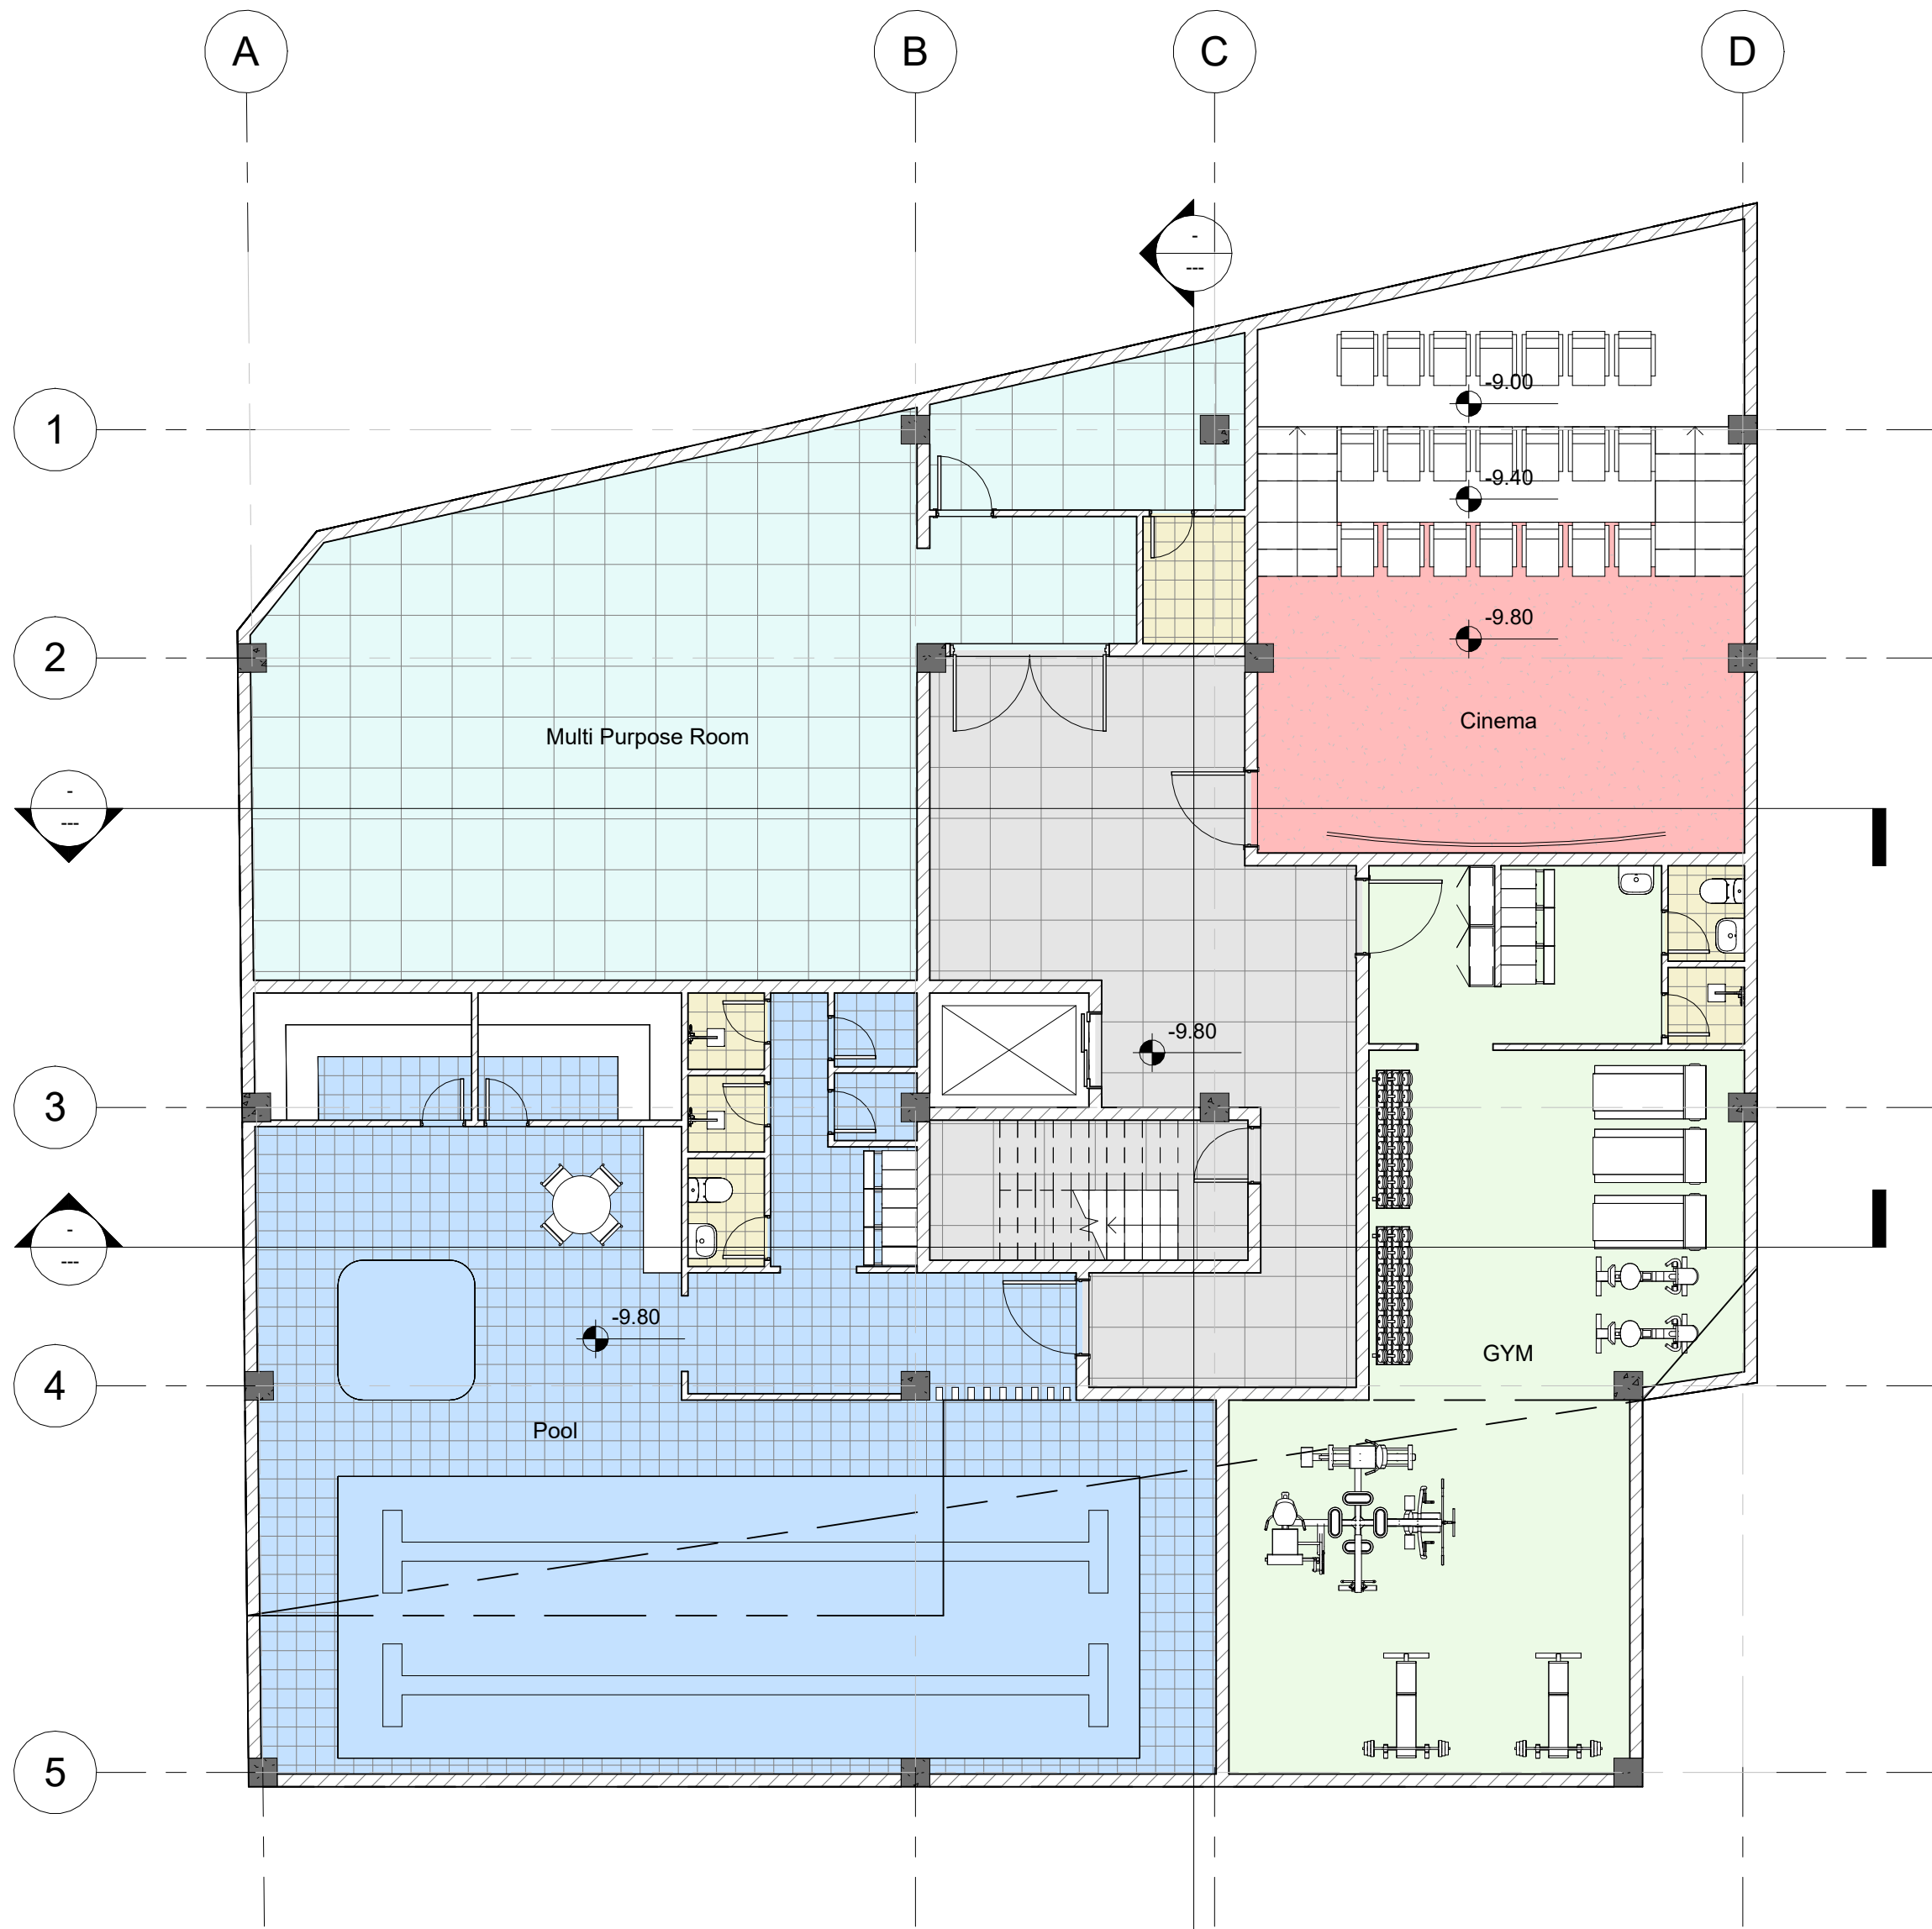 A
B
C
D
-
---
1
-9.00
-9.40
2
-9.80
Cinema
Multi Purpose Room
-
---
-9.80
3
-
---
-9.80
GYM
4
Pool
5